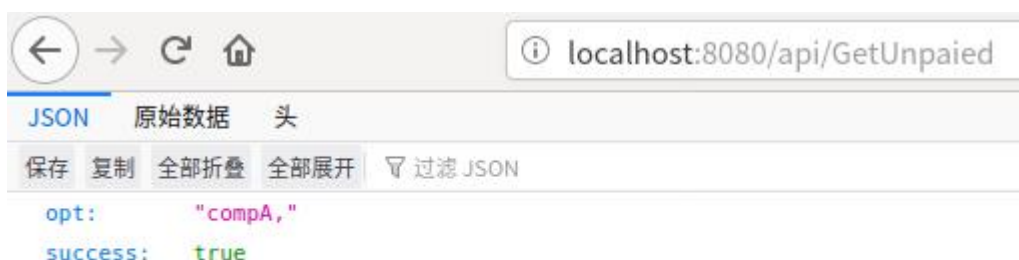 localhost:8080/api/GetUnpaied
JSON 原始数据 头
保存 复制 全部折叠 全部展开 过滤 JSON
opt: "compA,"
success: true